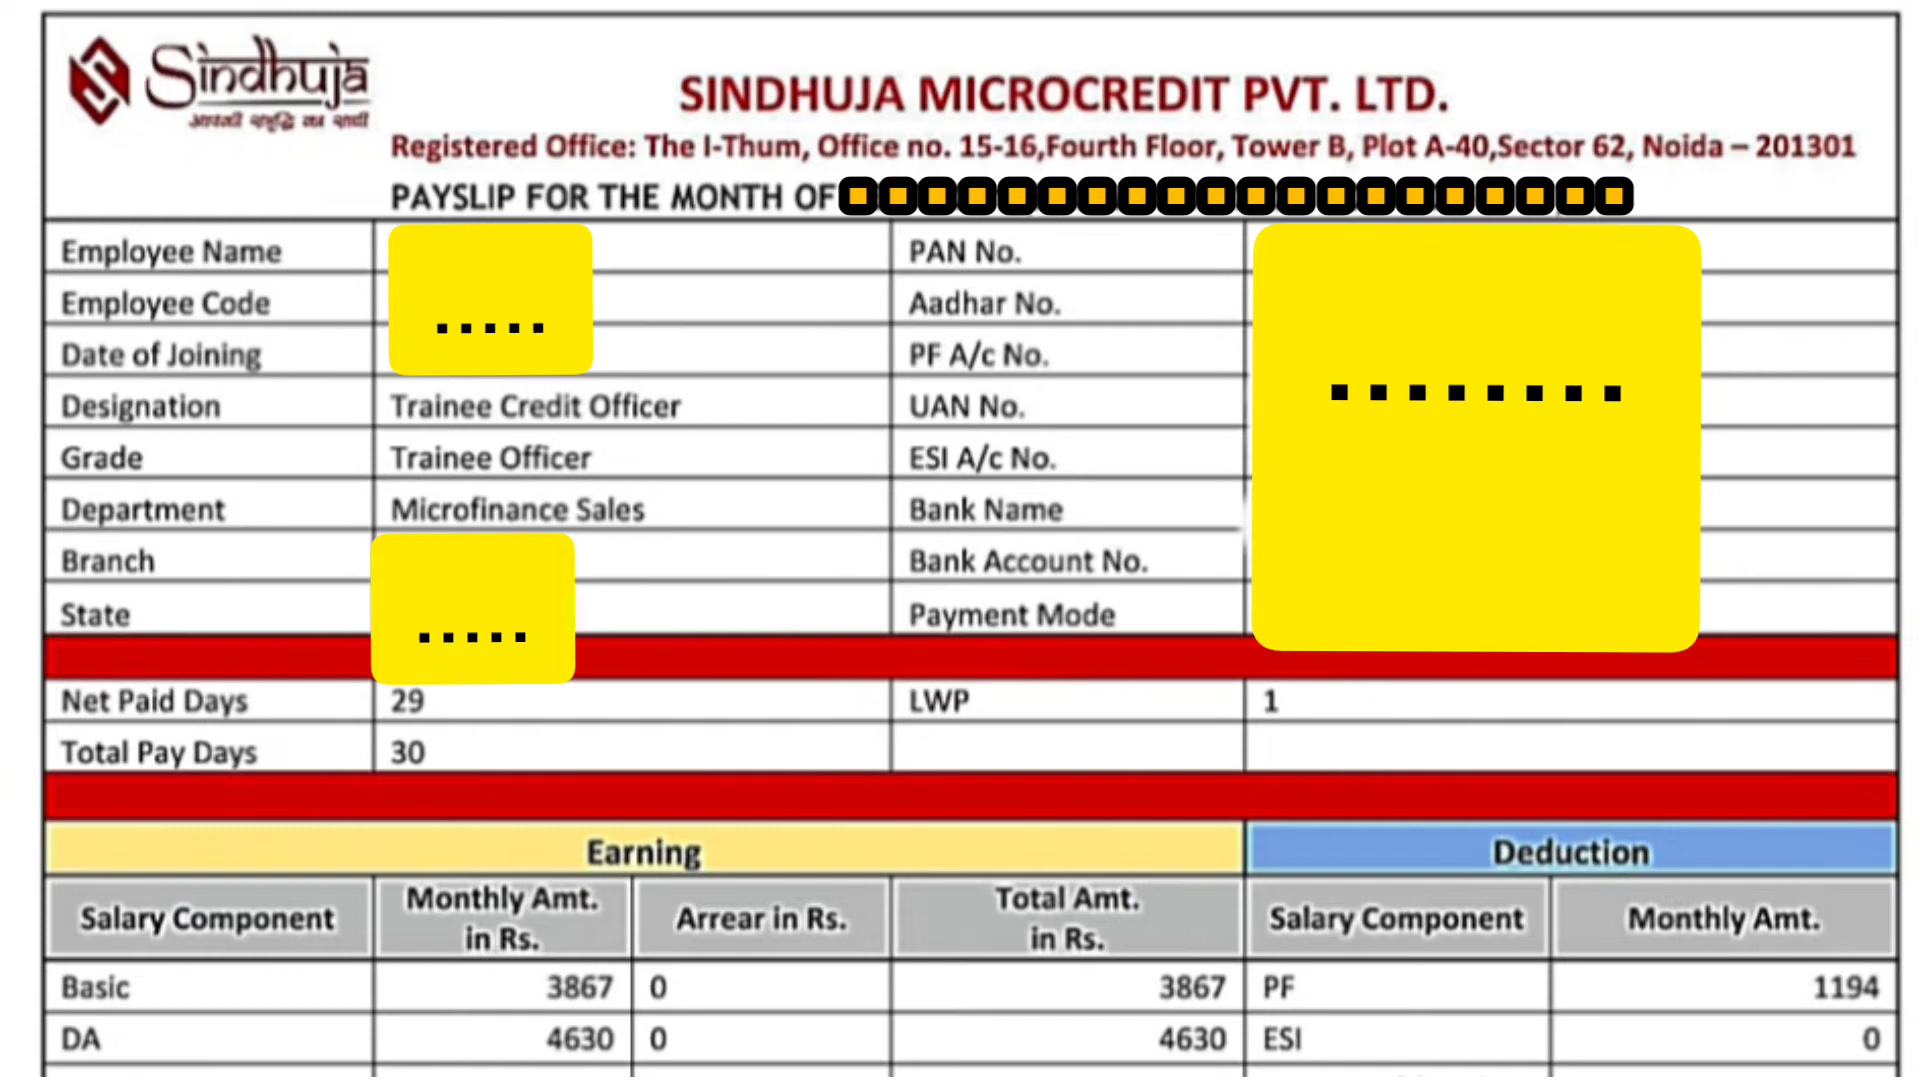 Sindhuja
आपकी समृद्धि का साथी
SINDHUJA MICROCREDIT PVT. LTD.
Registered Office: The I-Thum, Office no. 15-16,Fourth Floor, Tower B, Plot A-40,Sector 62, Noida – 201301
PAYSLIP FOR THE MONTH OF
Employee Name PAN No.
Employee Code Aadhar No.
Date of Joining PF A/c No.
Designation Trainee Credit Officer UAN No.
Grade Trainee Officer ESI A/c No.
Department Microfinance Sales Bank Name
Branch Bank Account No.
State Payment Mode
Net Paid Days 29 LWP 1
Total Pay Days 30
Earning Deduction
Salary Component Monthly Amt. in Rs. Arrear in Rs. Total Amt. in Rs. Salary Component Monthly Amt.
Basic 3867 0 3867 PF 1194
DA 4630 0 4630 ESI 0